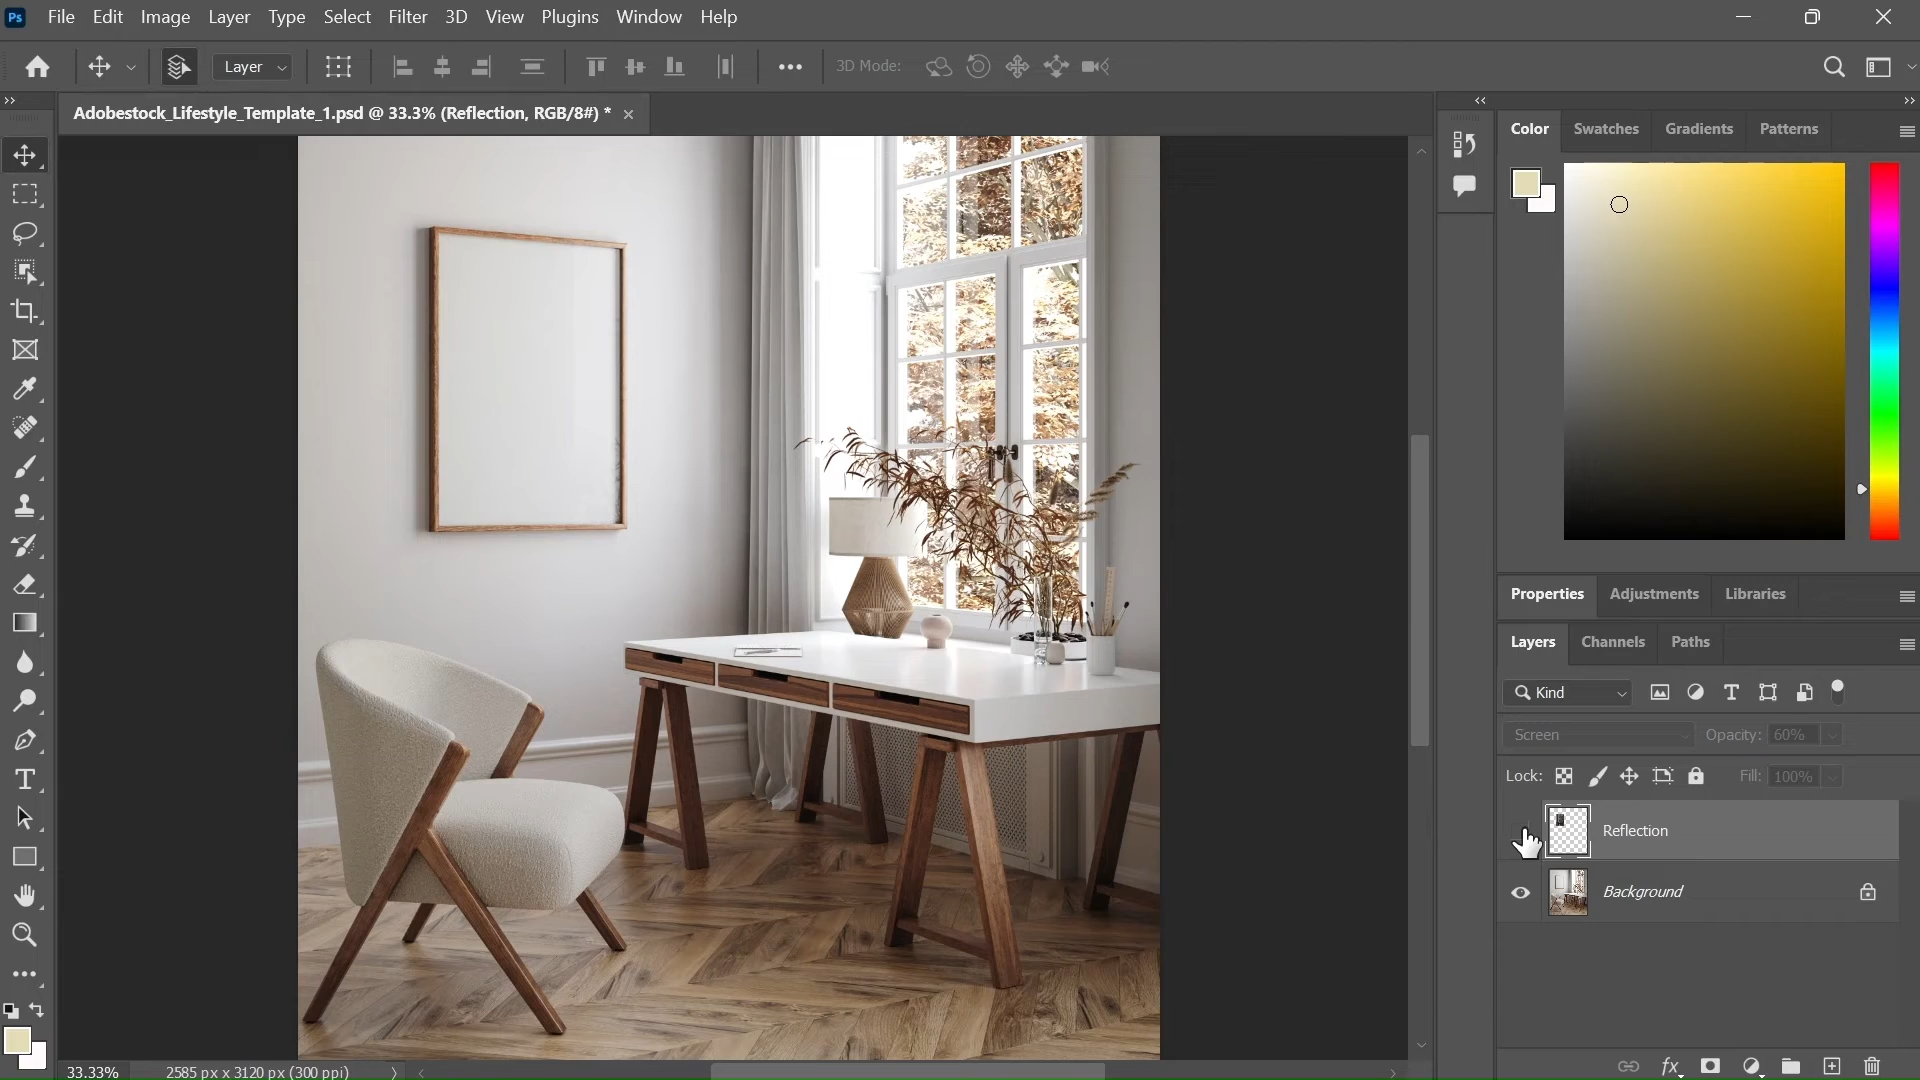 Ps File Edit Image Layer Type Select Filter 3D View Plugins Window Help
Layer 3D Mode:
Adobestock_Lifestyle_Template_1.psd @ 33.3% (Reflection, RGB/8#) *
Color Swatches Gradients Patterns
Properties Adjustments Libraries
Layers Channels Paths
Kind
Screen Opacity: 60%
Lock: Fill: 100%
Reflection
Background
fx
33.33% 2585 px x 3120 px (300 ppi)